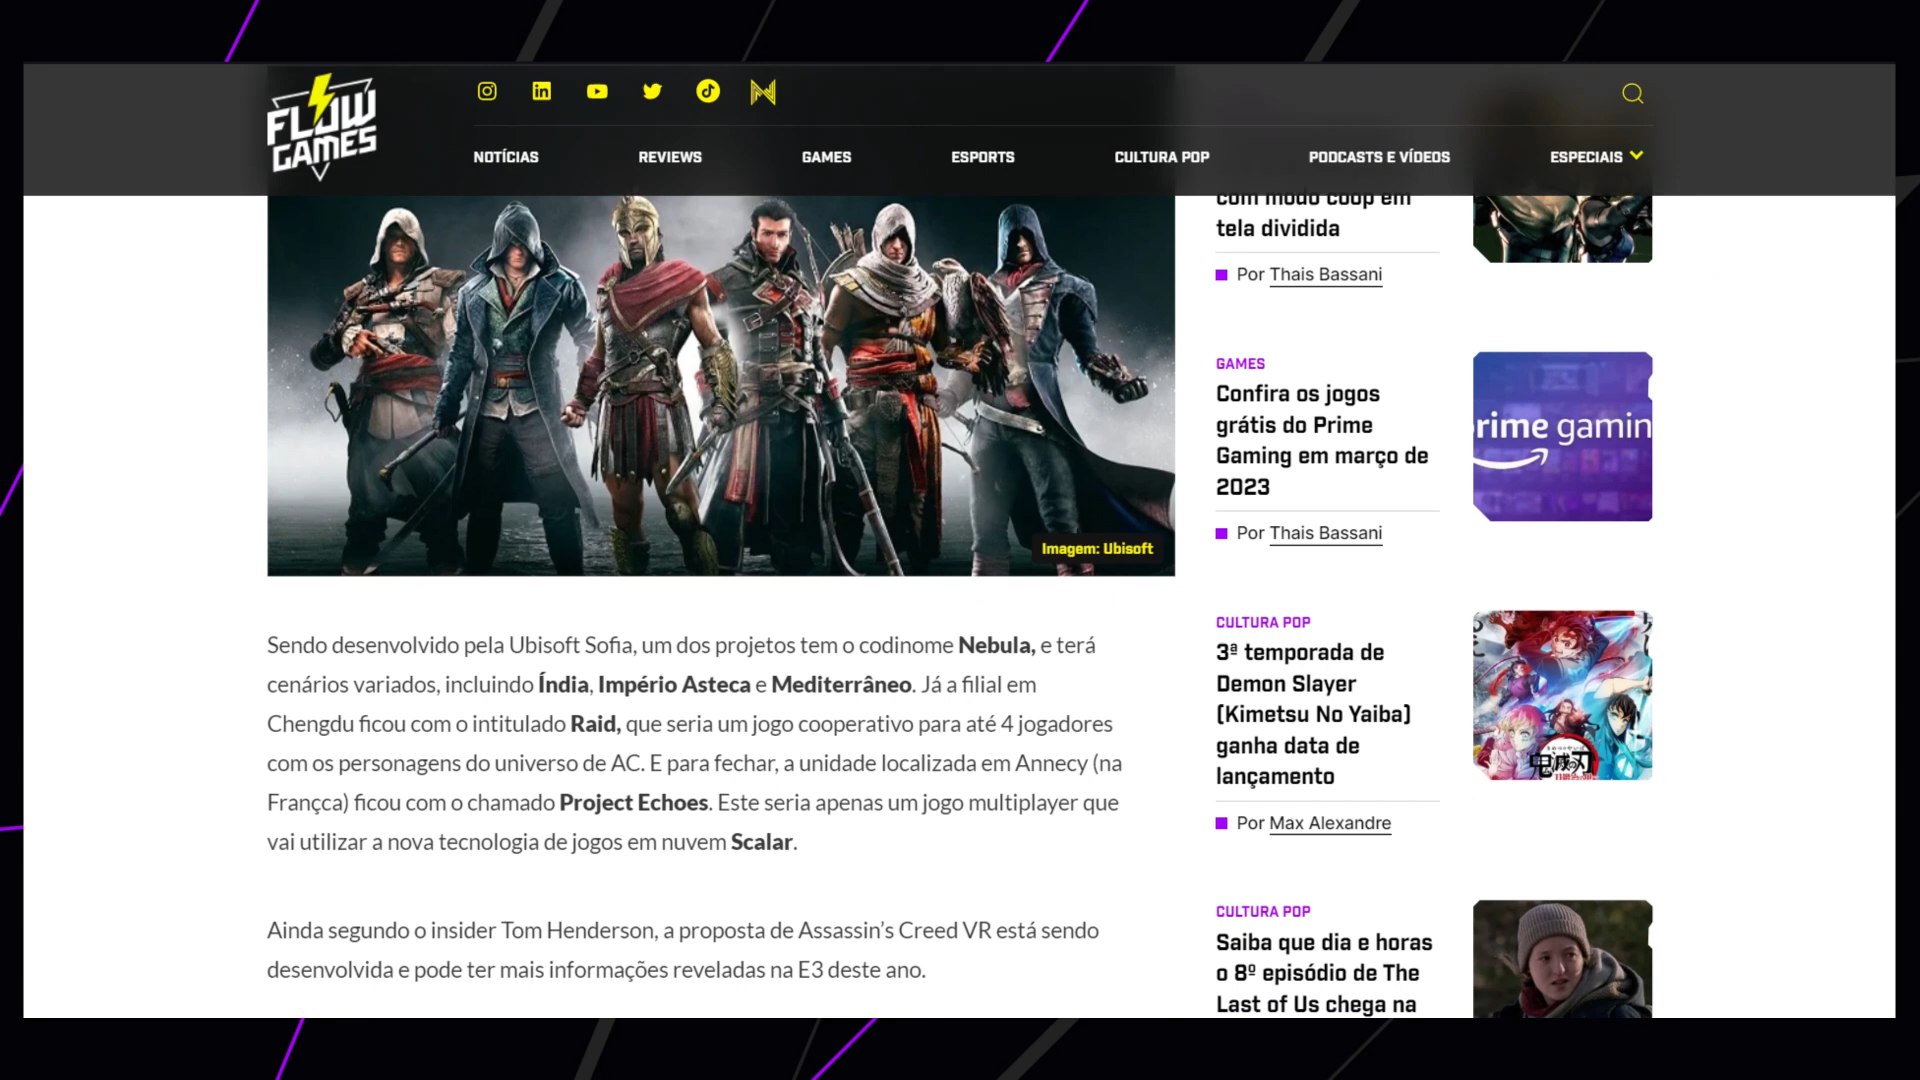 FLOW
GAMES
NOTÍCIAS
REVIEWS
GAMES
ESPORTS
CULTURA POP
PODCASTS E VÍDEOS
ESPECIAIS
Imagem: Ubisoft
Sendo desenvolvido pela Ubisoft Sofia, um dos projetos tem o codinome Nebula, e terá
cenários variados, incluindo Índia, Império Asteca e Mediterrâneo. Já a filial em
Chengdu ficou com o intitulado Raid, que seria um jogo cooperativo para até 4 jogadores
com os personagens do universo de AC. E para fechar, a unidade localizada em Annecy (na
Françca) ficou com o chamado Project Echoes. Este seria apenas um jogo multiplayer que
vai utilizar a nova tecnologia de jogos em nuvem Scalar.
Ainda segundo o insider Tom Henderson, a proposta de Assassin’s Creed VR está sendo
desenvolvida e pode ter mais informações reveladas na E3 deste ano.
com modo coop em
tela dividida
Por Thais Bassani
GAMES
Confira os jogos
grátis do Prime
Gaming em março de
2023
Por Thais Bassani
rime gamin
CULTURA POP
3ª temporada de
Demon Slayer
(Kimetsu No Yaiba)
ganha data de
lançamento
Por Max Alexandre
鬼滅の刃
CULTURA POP
Saiba que dia e horas
o 8º episódio de The
Last of Us chega na